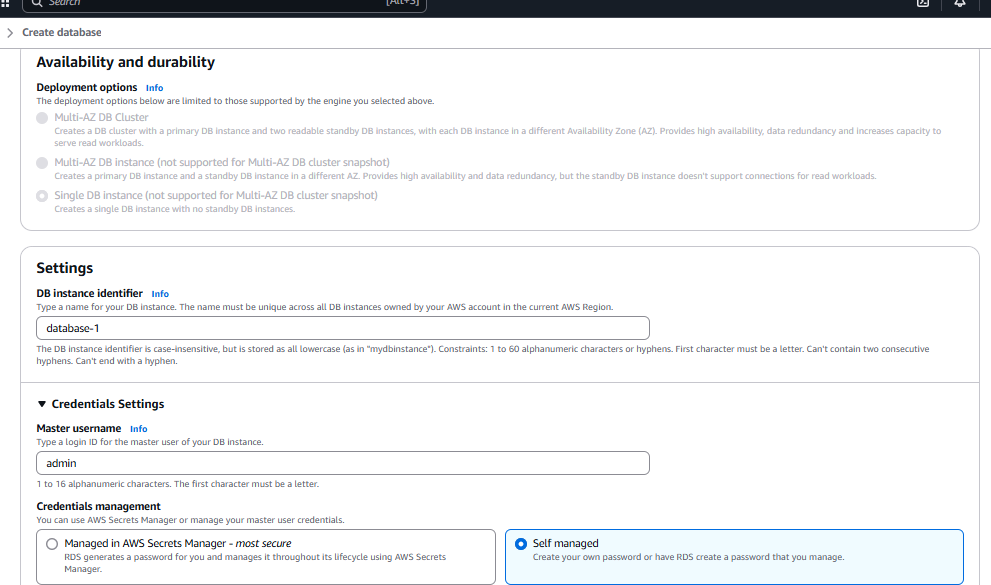 Search
[Alt+S]
Create database
Availability and durability
Deployment options Info
The deployment options below are limited to those supported by the engine you selected above.
Multi-AZ DB Cluster
Creates a DB cluster with a primary DB instance and two readable standby DB instances, with each DB instance in a different Availability Zone (AZ). Provides high availability, data redundancy and increases capacity to
serve read workloads.
Multi-AZ DB instance (not supported for Multi-AZ DB cluster snapshot)
Creates a primary DB instance and a standby DB instance in a different AZ. Provides high availability and data redundancy, but the standby DB instance doesn't support connections for read workloads.
Single DB instance (not supported for Multi-AZ DB cluster snapshot)
Creates a single DB instance with no standby DB instances.
Settings
DB instance identifier Info
Type a name for your DB instance. The name must be unique across all DB instances owned by your AWS account in the current AWS Region.
database-1
The DB instance identifier is case-insensitive, but is stored as all lowercase (as in "mydbinstance"). Constraints: 1 to 60 alphanumeric characters or hyphens. First character must be a letter. Can't contain two consecutive
hyphens. Can't end with a hyphen.
Credentials Settings
Master username Info
Type a login ID for the master user of your DB instance.
admin
1 to 16 alphanumeric characters. The first character must be a letter.
Credentials management
You can use AWS Secrets Manager or manage your master user credentials.
Managed in AWS Secrets Manager - most secure
RDS generates a password for you and manages it throughout its lifecycle using AWS Secrets
Manager.
Self managed
Create your own password or have RDS create a password that you manage.